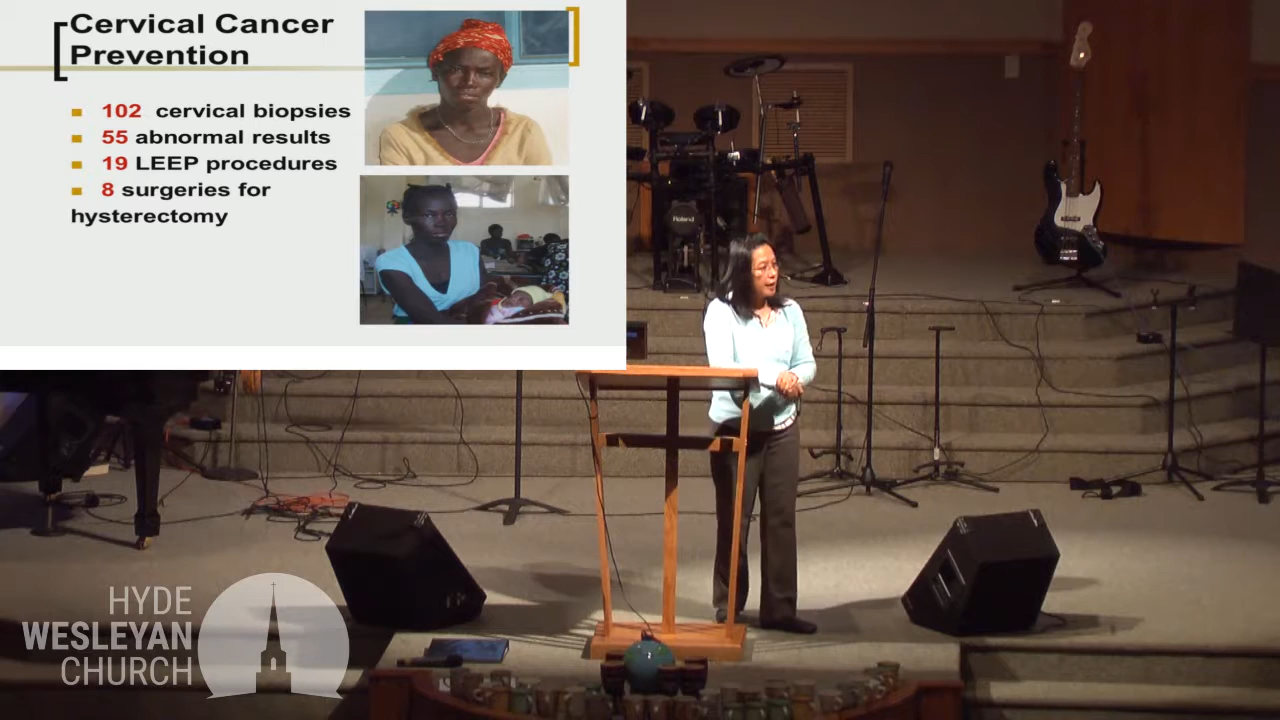 Cervical Cancer
Prevention
102 cervical biopsies
55 abnormal results
19 LEEP procedures
8 surgeries for
hysterectomy
Roland
HYDE
WESLEYAN
CHURCH